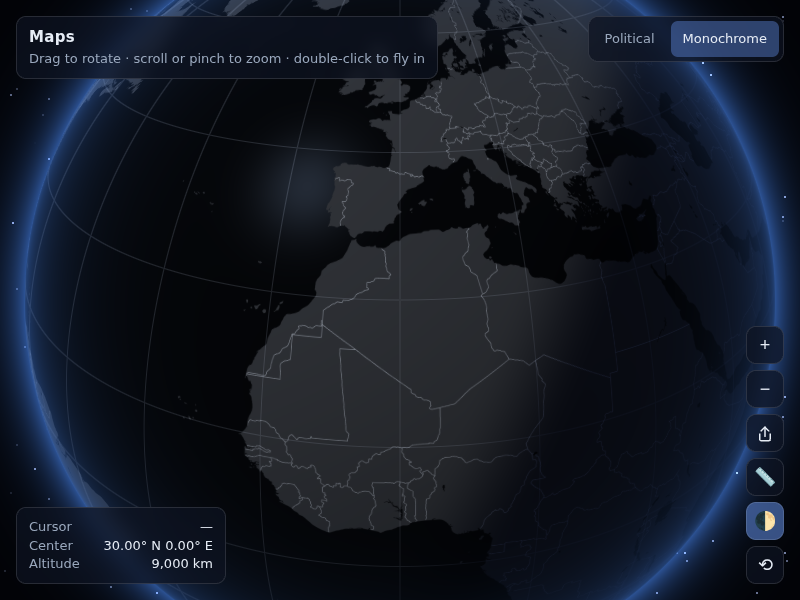 Maps
Drag to rotate · scroll or pinch to zoom · double-click to fly in
Political
Monochrome
+
−
Cursor —
Center 30.00° N 0.00° E
Altitude 9,000 km